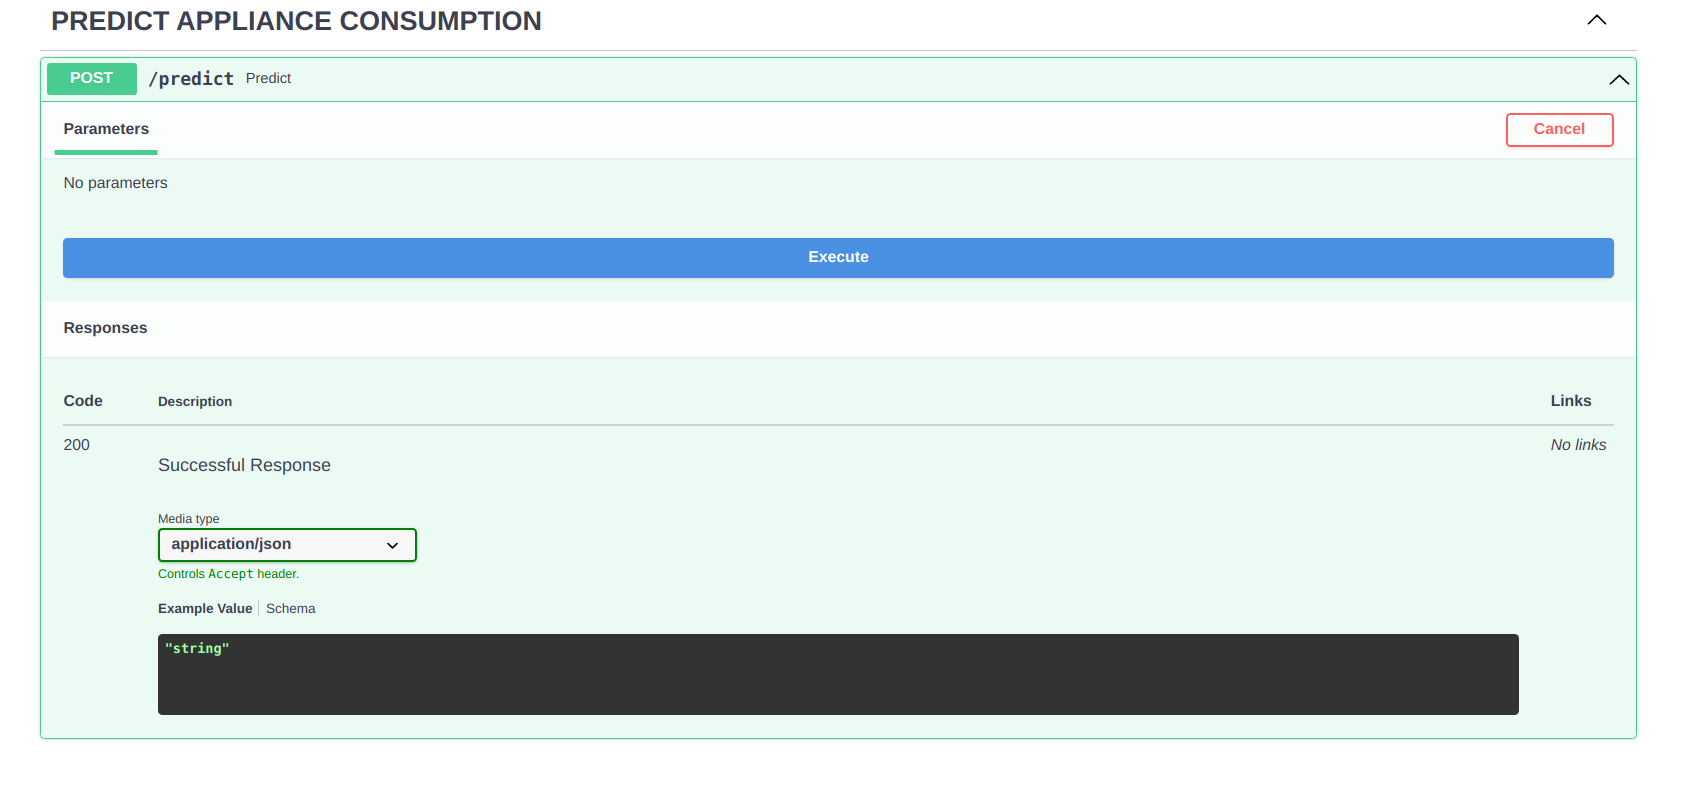 PREDICT APPLIANCE CONSUMPTION
POST /predict Predict
Parameters Cancel
No parameters
Execute
Responses
Code Description Links
200 No links
Successful Response
Media type
application/json
Controls Accept header.
Example Value Schema
"string"